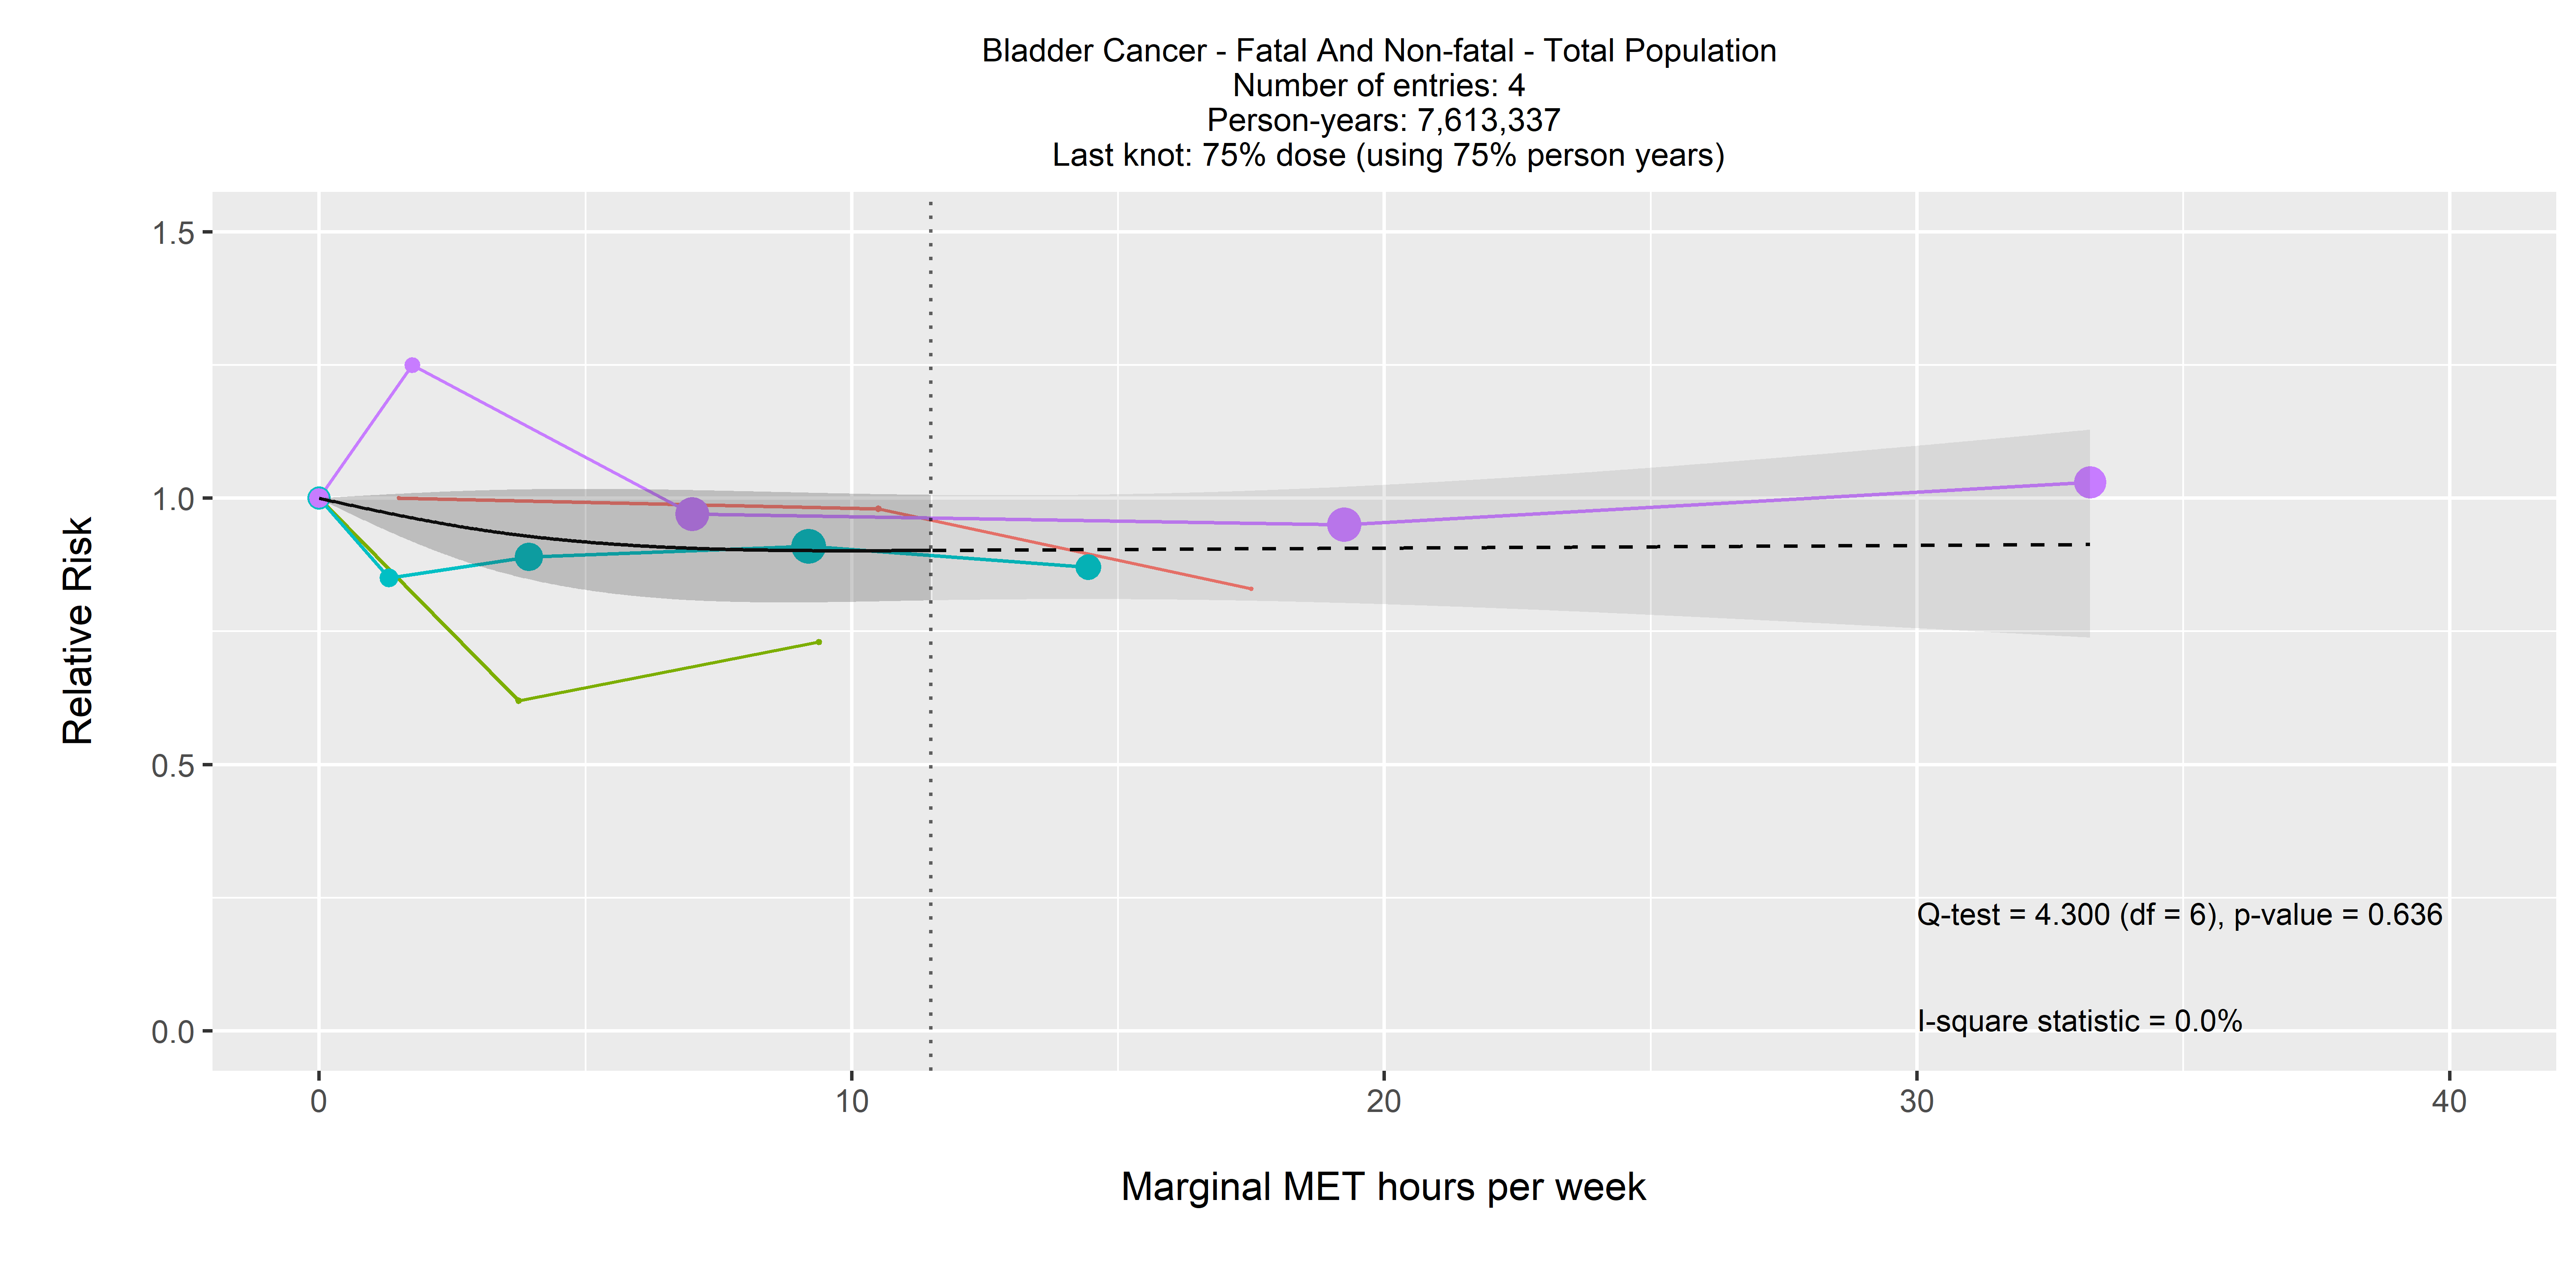 Bladder Cancer - Fatal And Non-fatal - Total Population
Number of entries: 4
Person-years: 7,613,337
Last knot: 75% dose (using 75% person years)
1.5
1.0
0.5
0.0
Relative Risk
Q-test = 4.300 (df = 6), p-value = 0.636
I-square statistic = 0.0%
0 10 20 30 40
Marginal MET hours per week